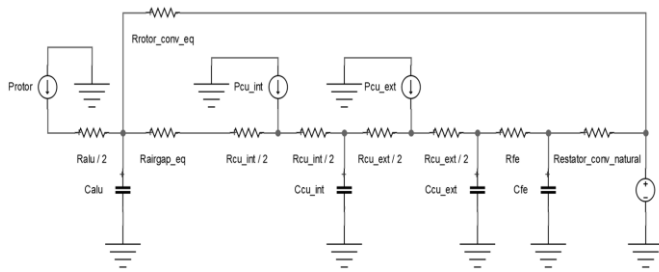 Rrotor_conv_eq
Protor
Pcu_int
Pcu_ext
Ralu / 2
Rairgap_eq
Rcu_int / 2
Rcu_int / 2
Rcu_ext / 2
Rcu_ext / 2
Rfe
Restator_conv_natural
Calu
Ccu_int
Ccu_ext
Cfe